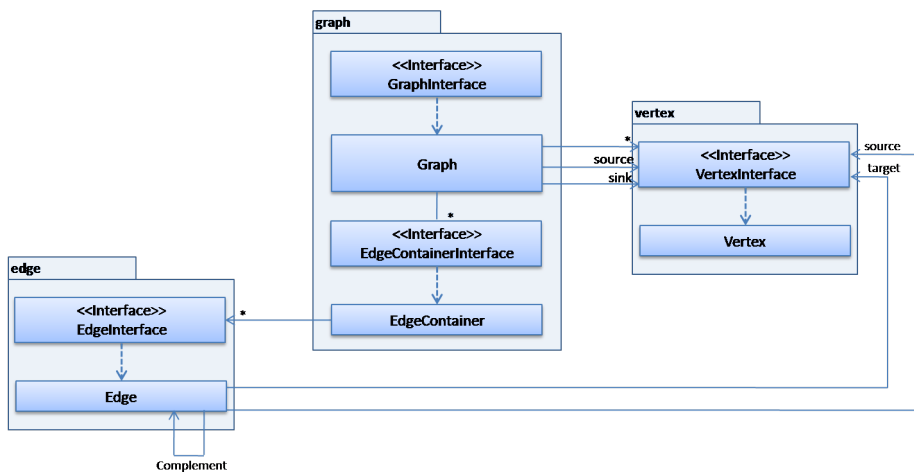 graph
<<Interface>>
GraphInterface
vertex
*
source
<<Interface>>
VertexInterface
Graph
source
target
sink
*
<<Interface>>
EdgeContainerInterface
Vertex
edge
<<Interface>>
EdgeInterface
*
EdgeContainer
Edge
Complement